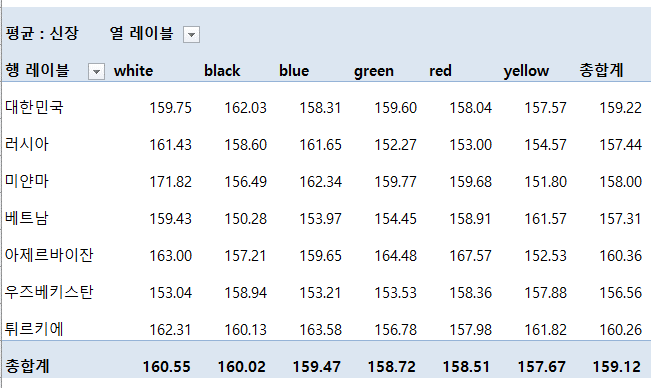 평균 : 신장 열 레이블
행 레이블 white black blue green red yellow 총합계
대한민국 159.75 162.03 158.31 159.60 158.04 157.57 159.22
러시아 161.43 158.60 161.65 152.27 153.00 154.57 157.44
미얀마 171.82 156.49 162.34 159.77 159.68 151.80 158.00
베트남 159.43 150.28 153.97 154.45 158.91 161.57 157.31
아제르바이잔 163.00 157.21 159.65 164.48 167.57 152.53 160.36
우즈베키스탄 153.04 158.94 153.21 153.53 158.36 157.88 156.56
튀르키에 162.31 160.13 163.58 156.78 157.98 161.82 160.26
총합계 160.55 160.02 159.47 158.72 158.51 157.67 159.12